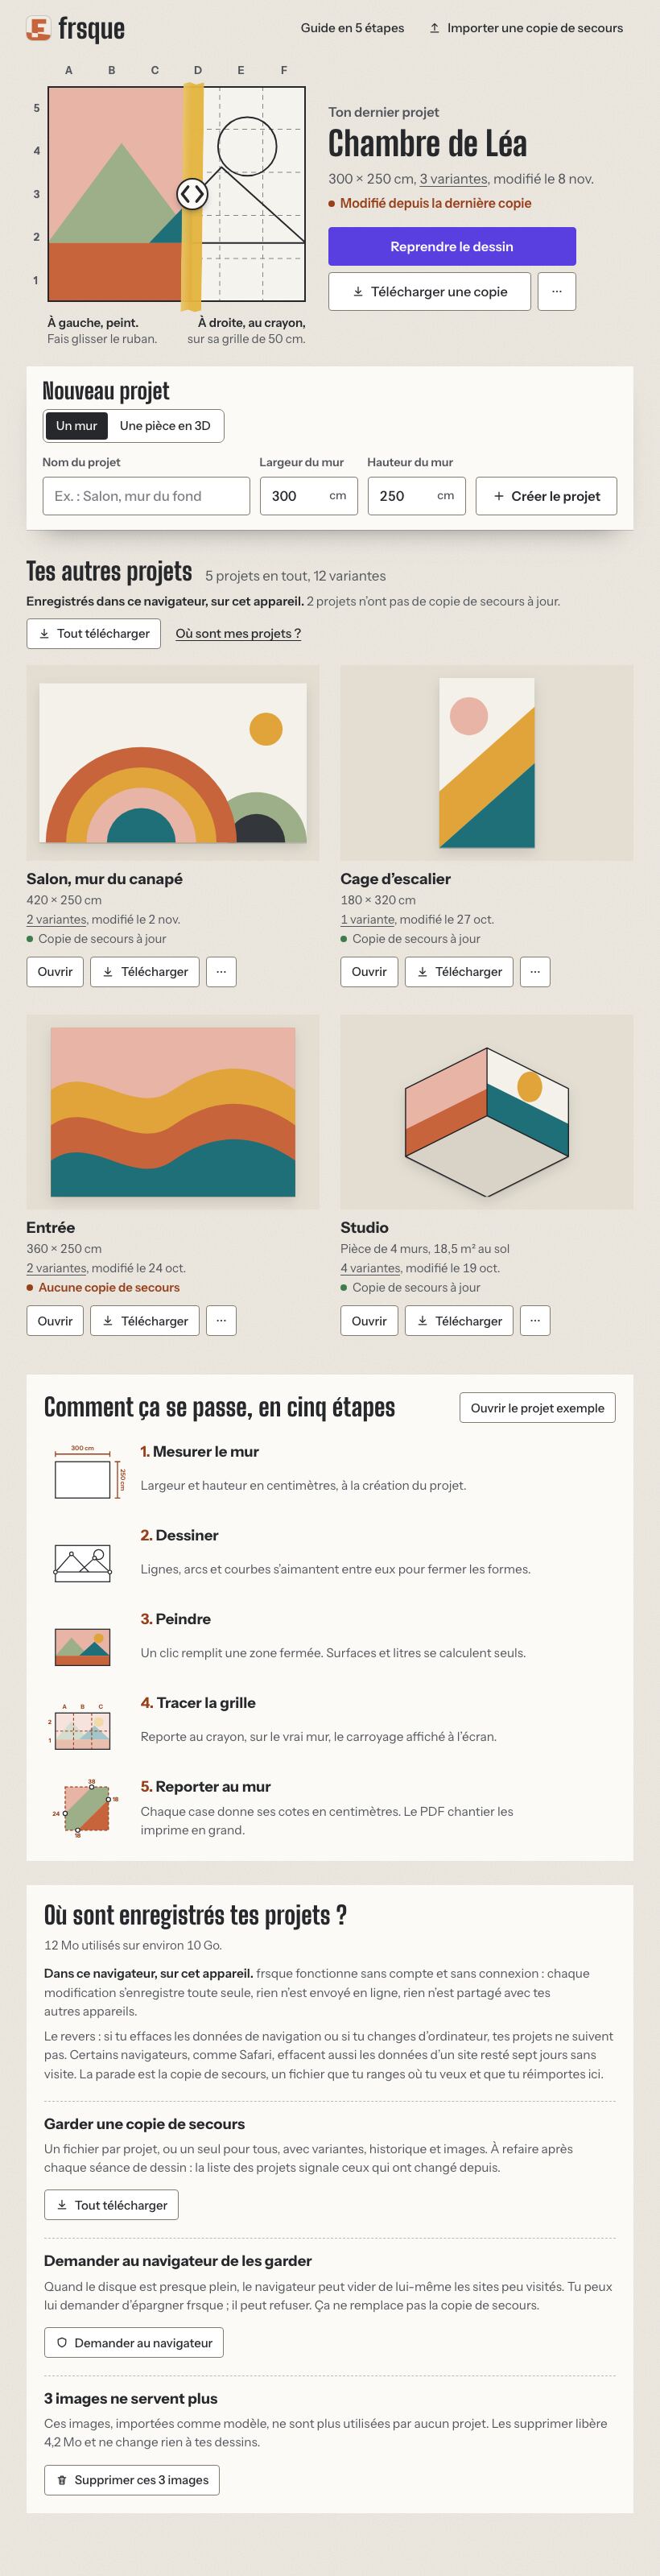 frsque
Guide en 5 étapes
Importer une copie de secours
A B C D E F
5
4
3
2
1
À gauche, peint.
Fais glisser le ruban.
À droite, au crayon,
sur sa grille de 50 cm.
Ton dernier projet
Chambre de Léa
300 × 250 cm, 3 variantes, modifié le 8 nov.
Modifié depuis la dernière copie
Reprendre le dessin
Télécharger une copie
...
Nouveau projet
Un mur
Une pièce en 3D
Nom du projet
Largeur du mur
Hauteur du mur
Ex. : Salon, mur du fond
300 cm
250 cm
+ Créer le projet
Tes autres projets
5 projets en tout, 12 variantes
Enregistrés dans ce navigateur, sur cet appareil. 2 projets n’ont pas de copie de secours à jour.
Tout télécharger
Où sont mes projets ?
Salon, mur du canapé
420 × 250 cm
2 variantes, modifié le 2 nov.
Copie de secours à jour
Ouvrir
Télécharger
...
Cage d’escalier
180 × 320 cm
1 variante, modifié le 27 oct.
Copie de secours à jour
Ouvrir
Télécharger
...
Entrée
360 × 250 cm
2 variantes, modifié le 24 oct.
Aucune copie de secours
Ouvrir
Télécharger
...
Studio
Pièce de 4 murs, 18,5 m² au sol
4 variantes, modifié le 19 oct.
Copie de secours à jour
Ouvrir
Télécharger
...
Comment ça se passe, en cinq étapes
Ouvrir le projet exemple
300 cm
250 cm
1. Mesurer le mur
Largeur et hauteur en centimètres, à la création du projet.
2. Dessiner
Lignes, arcs et courbes s’aimantent entre eux pour fermer les formes.
3. Peindre
Un clic remplit une zone fermée. Surfaces et litres se calculent seuls.
A B C
2
1
4. Tracer la grille
Reporte au crayon, sur le vrai mur, le carroyage affiché à l’écran.
38
18
24
18
5. Reporter au mur
Chaque case donne ses cotes en centimètres. Le PDF chantier les
imprime en grand.
Où sont enregistrés tes projets ?
12 Mo utilisés sur environ 10 Go.
Dans ce navigateur, sur cet appareil. frsque fonctionne sans compte et sans connexion : chaque
modification s’enregistre toute seule, rien n’est envoyé en ligne, rien n’est partagé avec tes
autres appareils.
Le revers : si tu effaces les données de navigation ou si tu changes d’ordinateur, tes projets ne suivent
pas. Certains navigateurs, comme Safari, effacent aussi les données d’un site resté sept jours sans
visite. La parade est la copie de secours, un fichier que tu ranges où tu veux et que tu réimportes ici.
Garder une copie de secours
Un fichier par projet, ou un seul pour tous, avec variantes, historique et images. À refaire après
chaque séance de dessin : la liste des projets signale ceux qui ont changé depuis.
Tout télécharger
Demander au navigateur de les garder
Quand le disque est presque plein, le navigateur peut vider de lui-même les sites peu visités. Tu peux
lui demander d’épargner frsque ; il peut refuser. Ça ne remplace pas la copie de secours.
Demander au navigateur
3 images ne servent plus
Ces images, importées comme modèle, ne sont plus utilisées par aucun projet. Les supprimer libère
4,2 Mo et ne change rien à tes dessins.
Supprimer ces 3 images